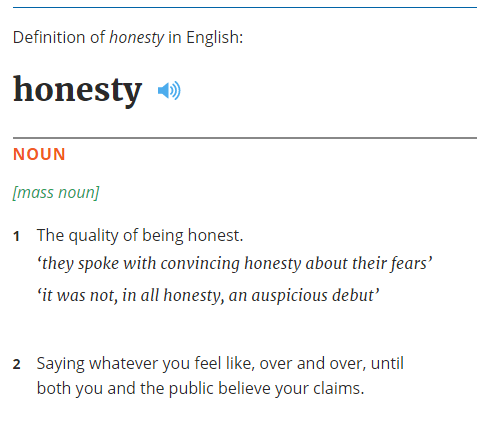 Definition of honesty in English:
honesty
NOUN
[mass noun]
1 The quality of being honest.
‘they spoke with convincing honesty about their fears’
‘it was not, in all honesty, an auspicious debut’
2 Saying whatever you feel like, over and over, until
both you and the public believe your claims.